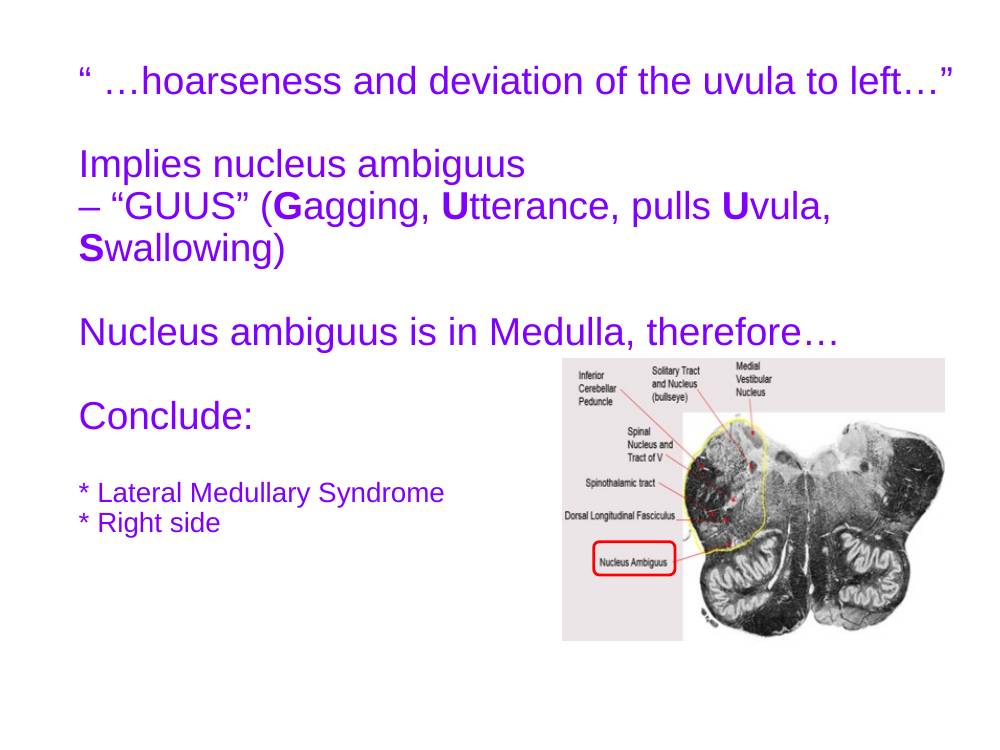 “ …hoarseness and deviation of the uvula to left…”
Implies nucleus ambiguus
– “GUUS” (Gagging, Utterance, pulls Uvula,
Swallowing)
Nucleus ambiguus is in Medulla, therefore…
Conclude:
* Lateral Medullary Syndrome
* Right side
Inferior
Cerebellar
Peduncle
Solitary Tract
and Nucleus
(bullseye)
Medial
Vestibular
Nucleus
Spinal
Nucleus and
Tract of V
Spinothalamic tract
Dorsal Longitudinal Fasciculus
Nucleus Ambiguus